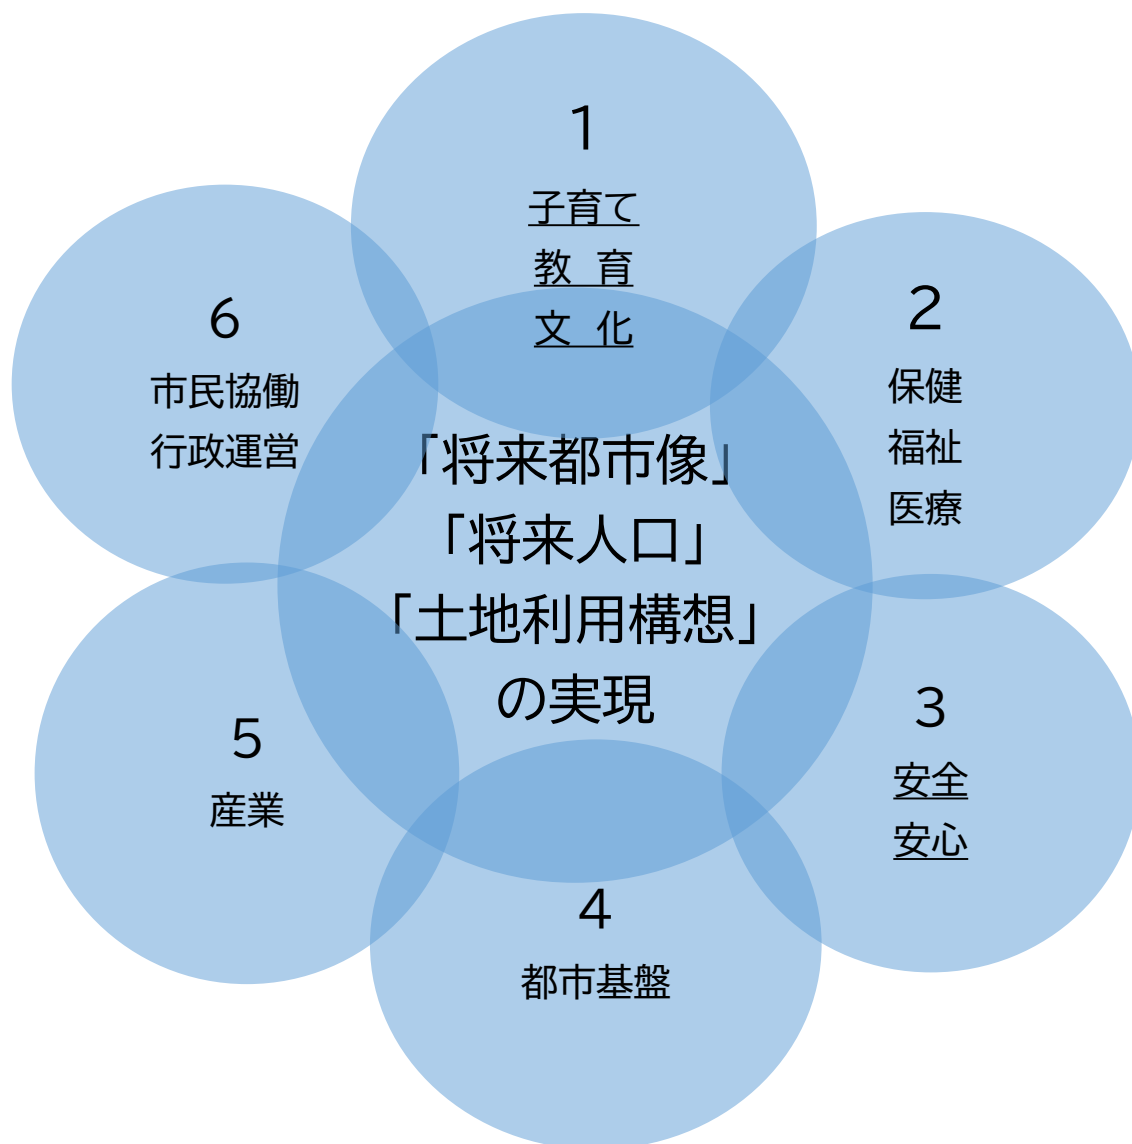 1
子育て
教 育
文 化
2
保健
福祉
医療
3
安全
安心
4
都市基盤
5
産業
6
市民協働
行政運営
「将来都市像」
「将来人口」
「土地利用構想」
の実現